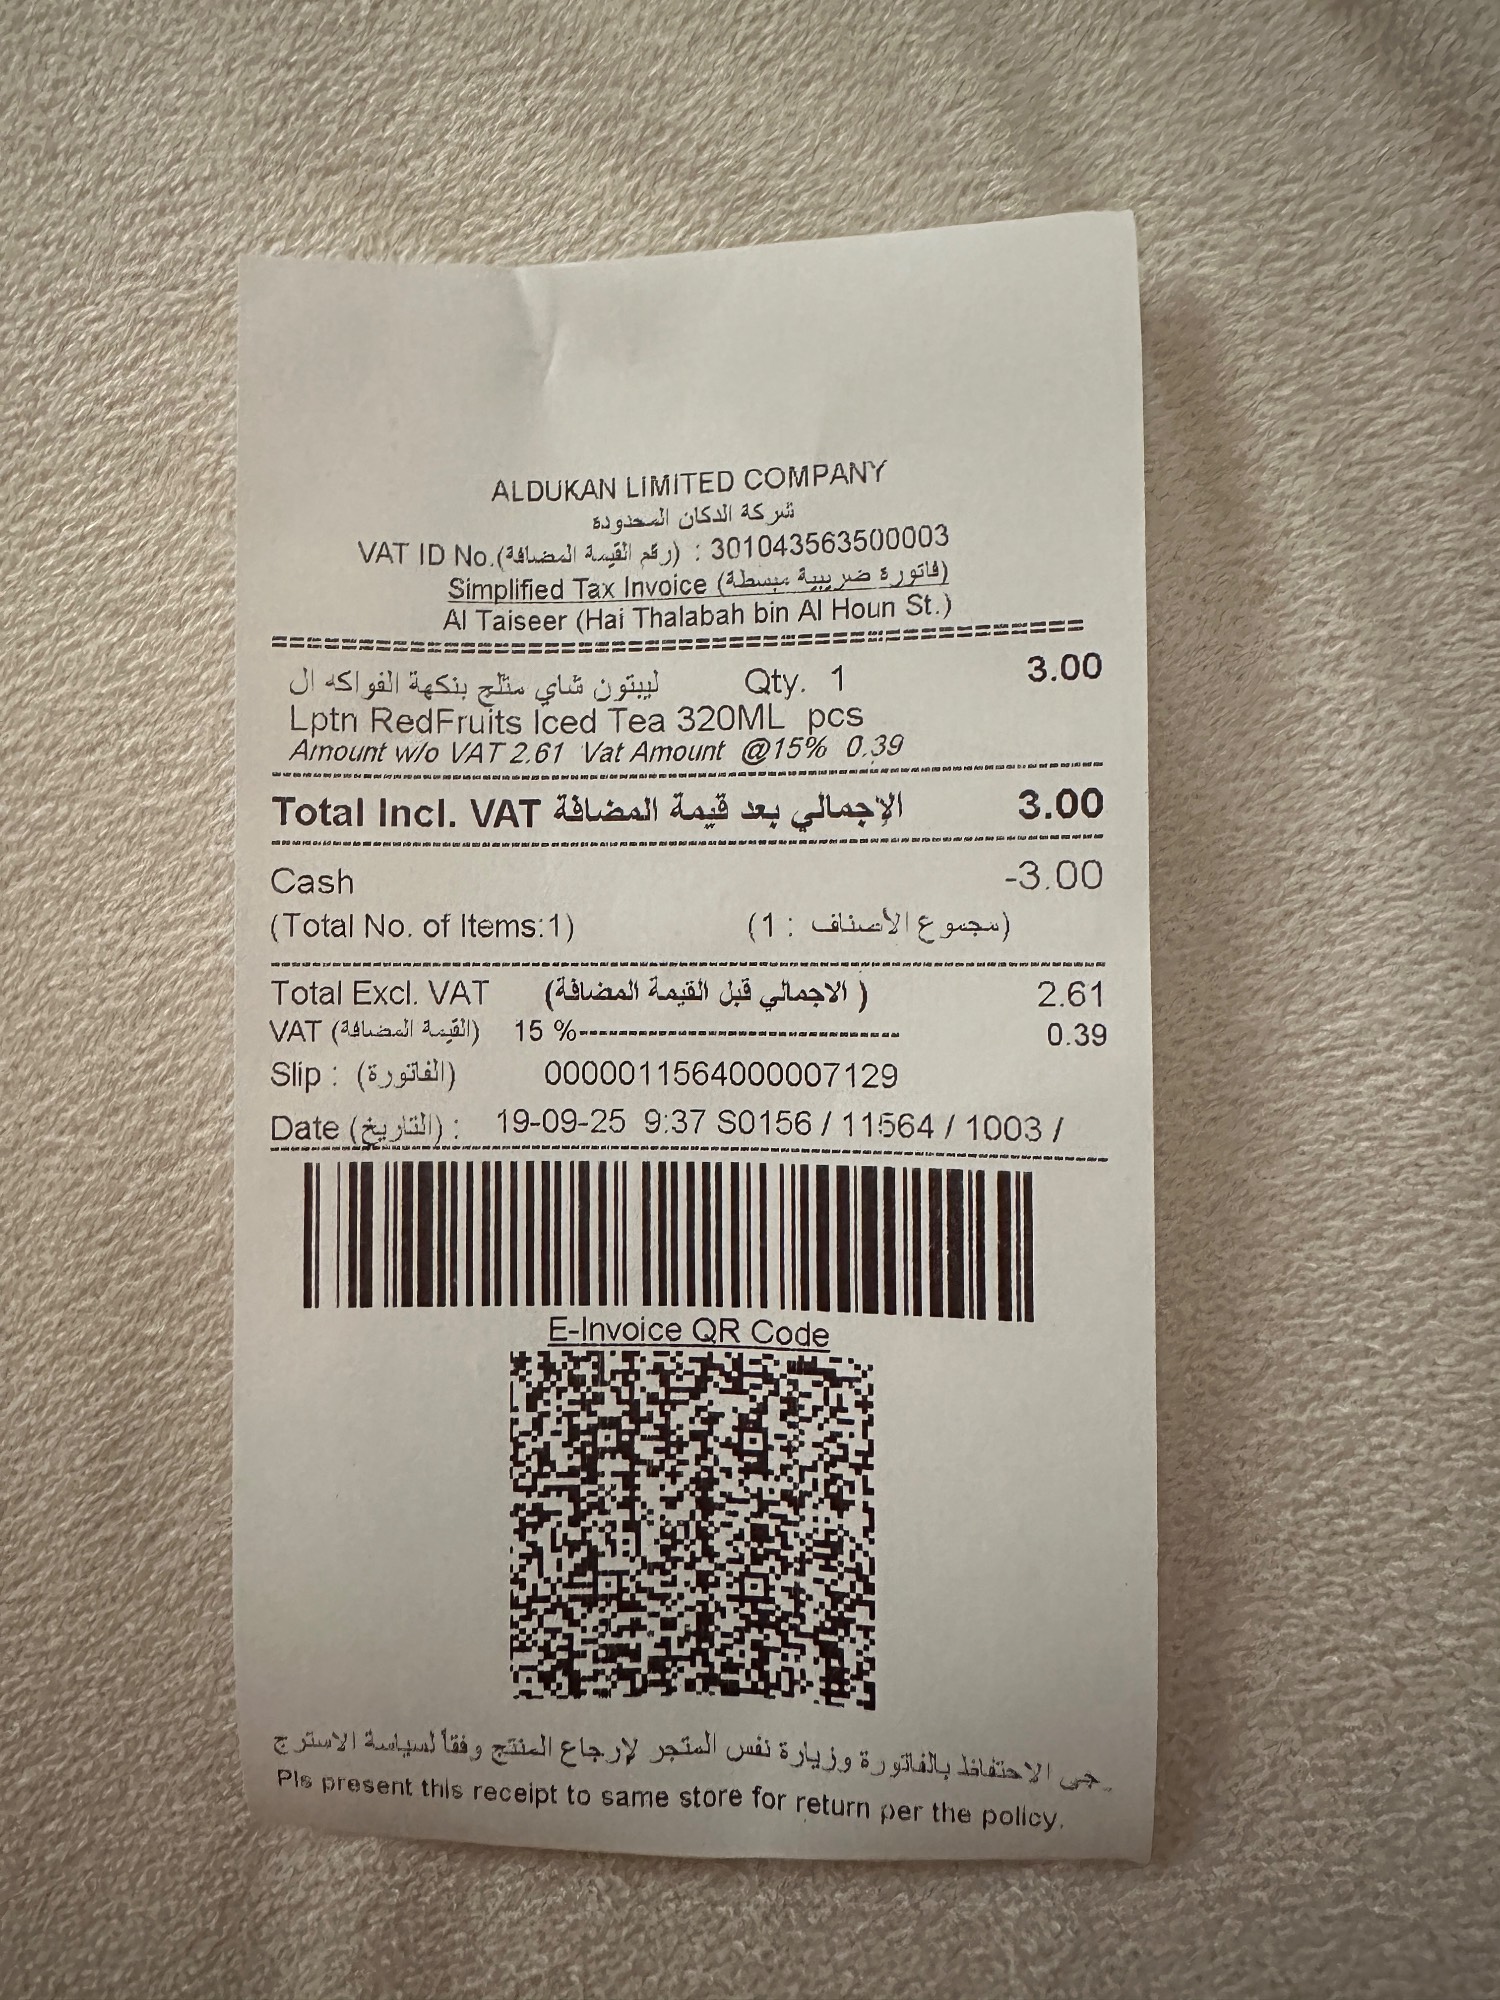 ALDUKAN LIMITED COMPANY
شركة الدكان المحدودة
VAT ID No.(رقم القيمة المضافة) : 301043563500003
Simplified Tax Invoice (فاتورة ضريبية مبسطة)
Al Taiseer (Hai Thalabah bin Al Houn St.)
ليبتون شاي مثلج بنكهة الفواكه ال Qty. 1 3.00
Lptn RedFruits Iced Tea 320ML pcs
Amount w/o VAT 2.61 Vat Amount @15% 0.39
Total Incl. VAT الإجمالي بعد قيمة المضافة 3.00
Cash -3.00
(Total No. of Items:1) (مجموع الأصناف : 1)
Total Excl. VAT (الاجمالي قبل القيمة المضافة) 2.61
VAT (القيمة المضافة) 15 %------------------------------ 0.39
Slip : (الفاتورة) 0000011564000007129
Date (التاريخ) : 19-09-25 9:37 S0156 / 11564 / 1003 /
E-Invoice QR Code
جى الاحتفاظ بالفاتورة وزيارة نفس المتجر لإرجاع المنتج وفقاً لسياسة الاسترج
Pls present this receipt to same store for return per the policy.